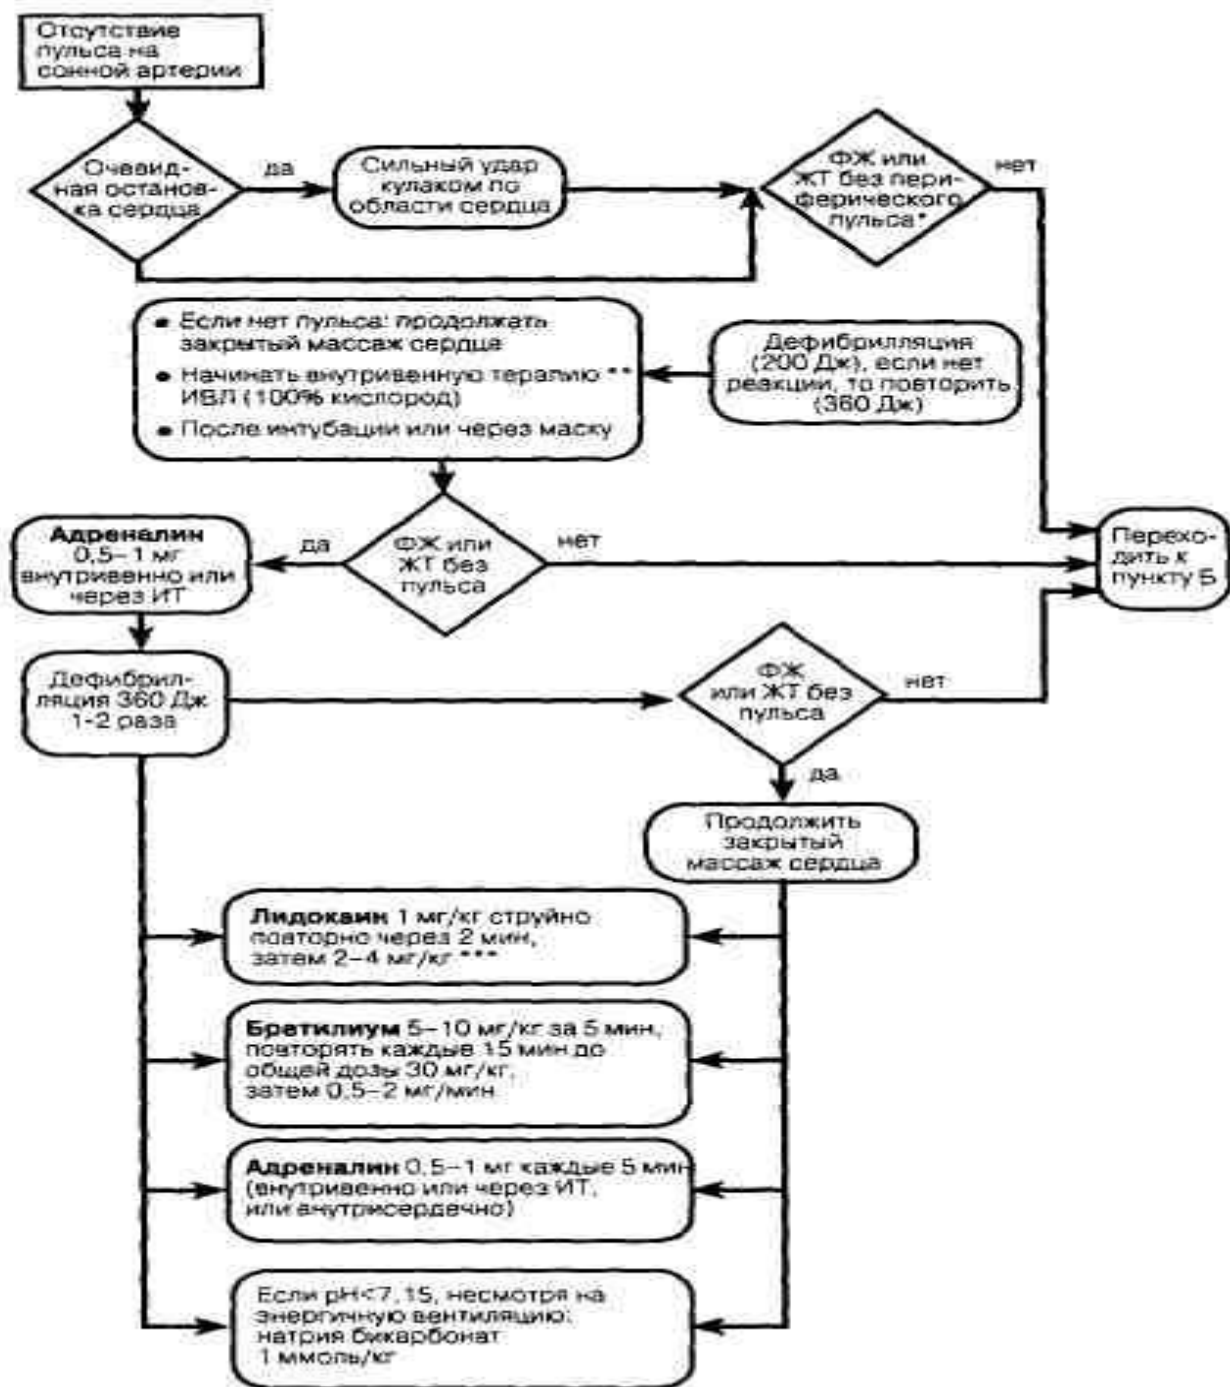 Отсутствие
пульса на
сонной артерии
Очевид-
ная останов-
ка сердца
да
Сильный удар
кулаком по
области сердца
ФЖ или
ЖТ без пери-
ферического
пульса*
нет
• Если нет пульса: продолжать
закрытый массаж сердца
• Начинать внутривенную терапию **
ИВЛ (100% кислород)
• После интубации или через маску
Дефибрилляция
(200 Дж), если нет
реакции, то повторить
(360 Дж)
Адреналин
0,5–1 мг
внутривенно или
через ИТ
да
ФЖ или
ЖТ без
пульса
нет
Перехо-
дить к
пункту Б
Дефибрил-
ляция 360 Дж
1-2 раза
ФЖ
или ЖТ без
пульса
нет
да
Продолжить
закрытый
массаж сердца
Лидокаин 1 мг/кг струйно
повторно через 2 мин,
затем 2–4 мг/кг ***
Бретилиум 5–10 мг/кг за 5 мин,
повторять каждые 15 мин до
общей дозы 30 мг/кг,
затем 0,5–2 мг/мин
Адреналин 0,5–1 мг каждые 5 мин
(внутривенно или через ИТ,
или внутрисердечно)
Если pH<7,15, несмотря на
энергичную вентиляцию:
натрия бикарбонат
1 ммоль/кг